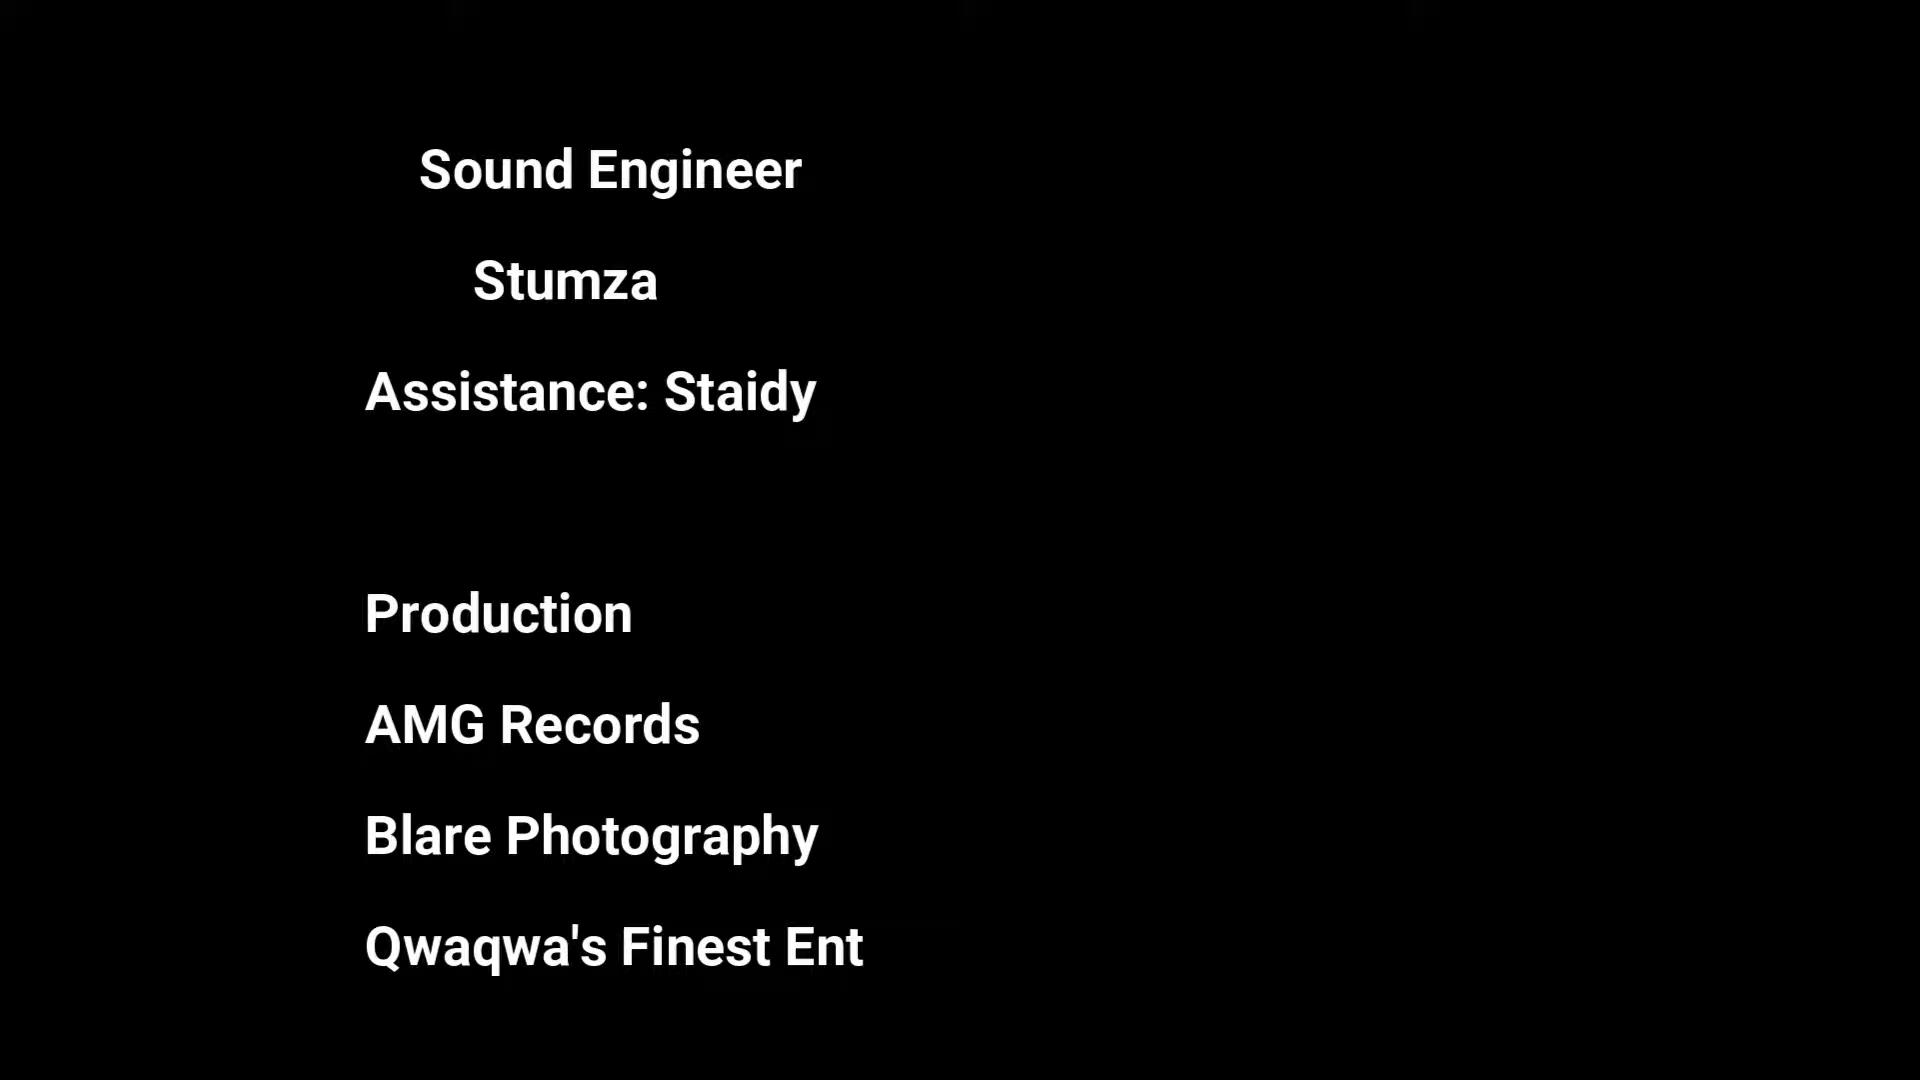 Sound Engineer
Stumza
Assistance: Staidy
Production
AMG Records
Blare Photography
Qwaqwa's Finest Ent